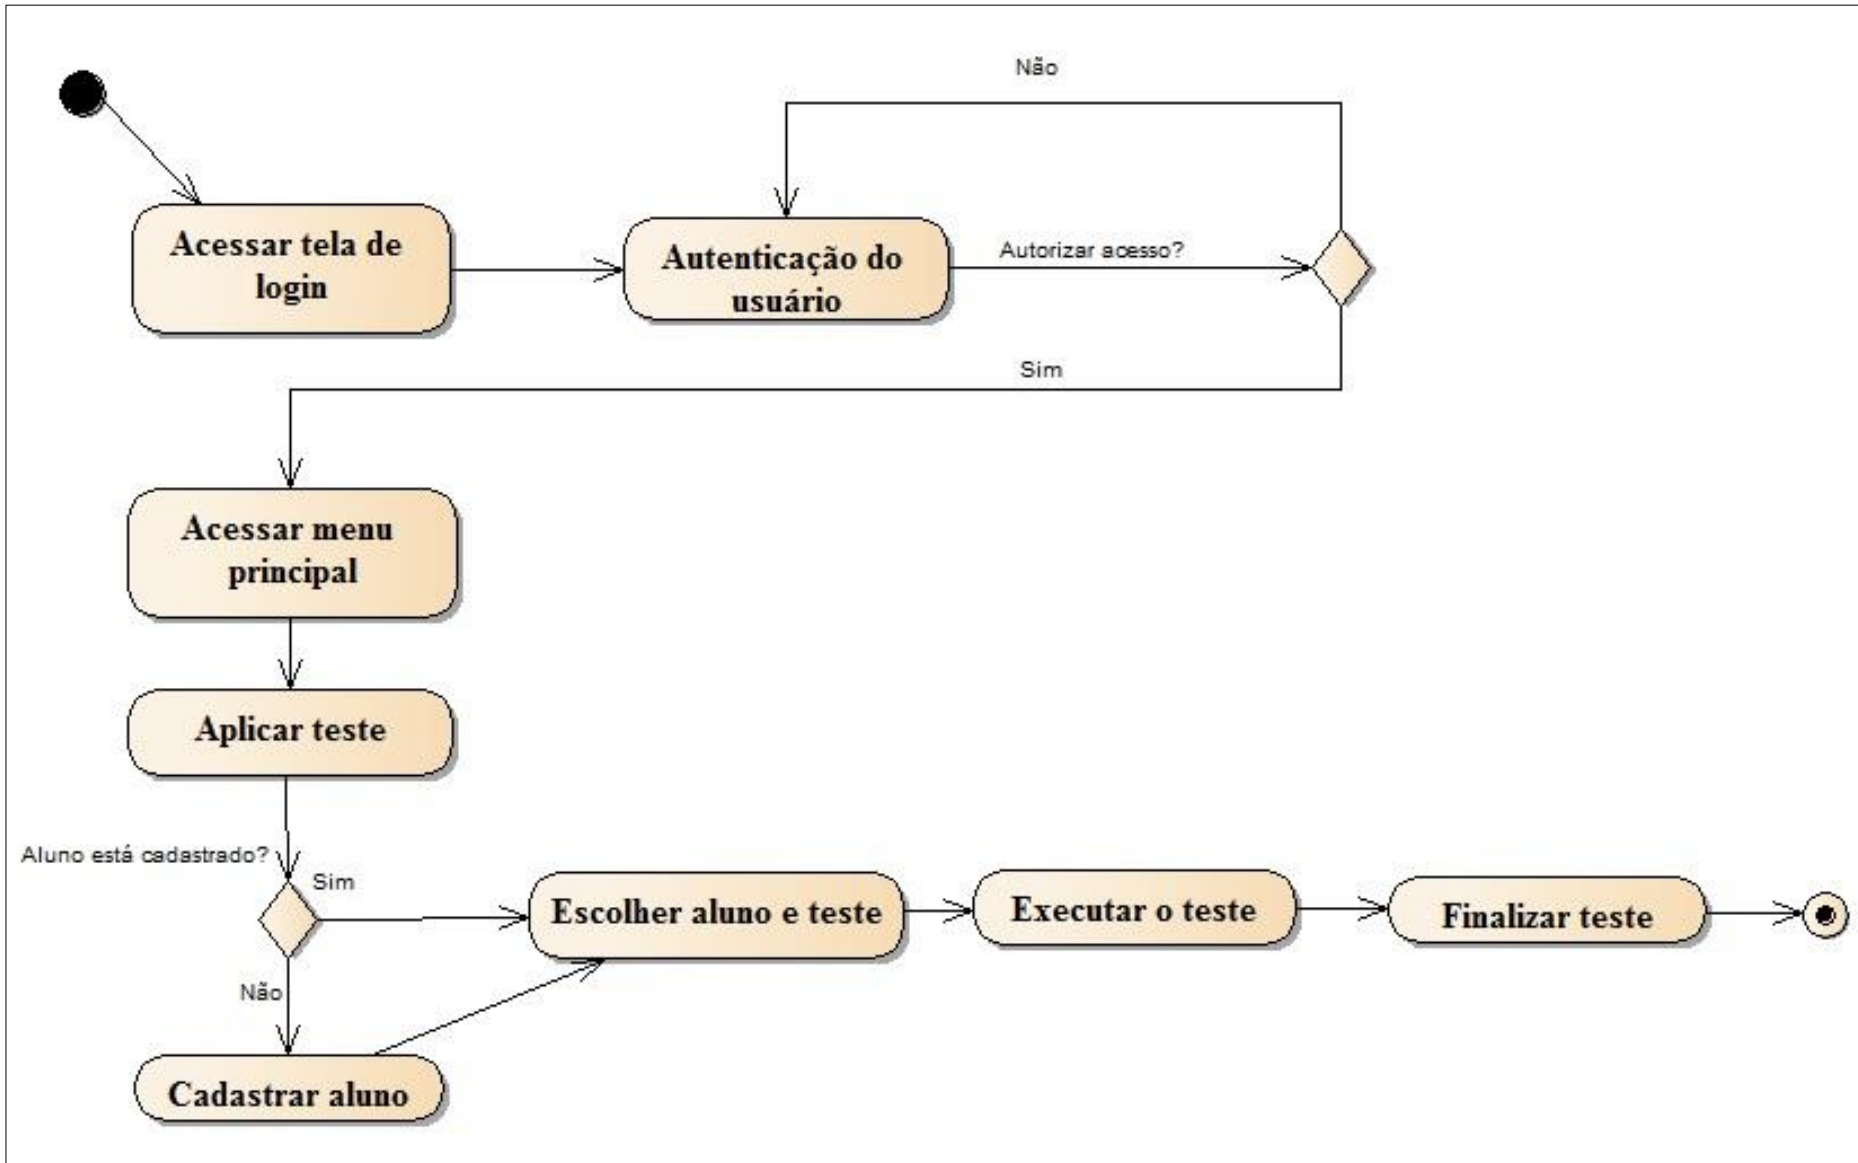 Não
Acessar tela de
login
Autenticação do
usuário
Autorizar acesso?
Sim
Acessar menu
principal
Aplicar teste
Aluno está cadastrado?
Sim
Escolher aluno e teste
Executar o teste
Finalizar teste
Não
Cadastrar aluno